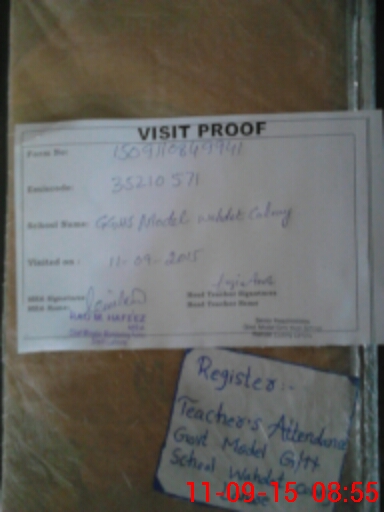 VISIT PROOF
Form No:
Emiscode: 35210571
School Name: GGHS Model wahdat Colony
Visited on : 11-09-2015
MEA Signature
MEA Name:
Head Teacher Signature
Head Teacher Name
RAO M. HAFEEZ
Register:-
Teacher's Attendance
Govt Model G/H
School Wahdat
11-09-15 08:55